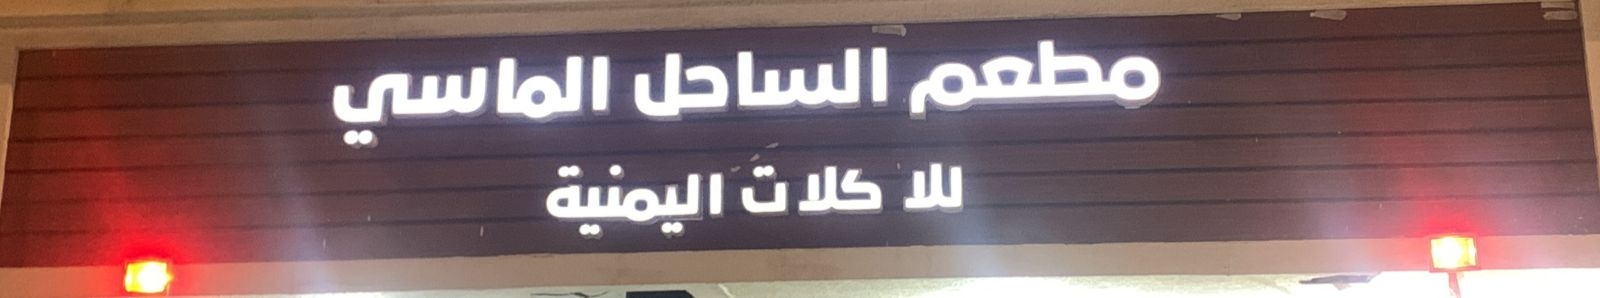 مطعم الساحل الماسي
للاكلات اليمنية